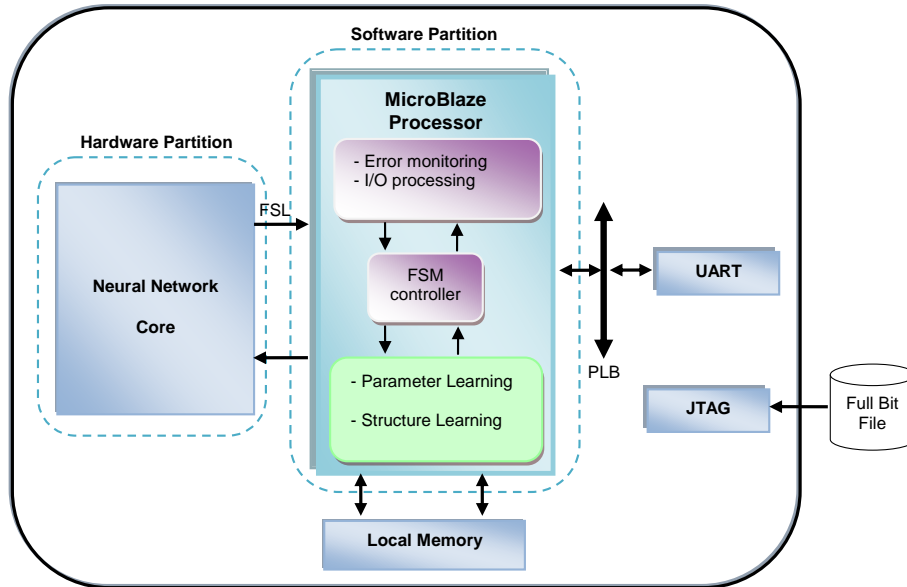 Software Partition
MicroBlaze
Processor
Hardware Partition
- Error monitoring
- I/O processing
FSL
FSM
controller
Neural Network
Core
UART
PLB
- Parameter Learning
- Structure Learning
JTAG
Full Bit
File
Local Memory